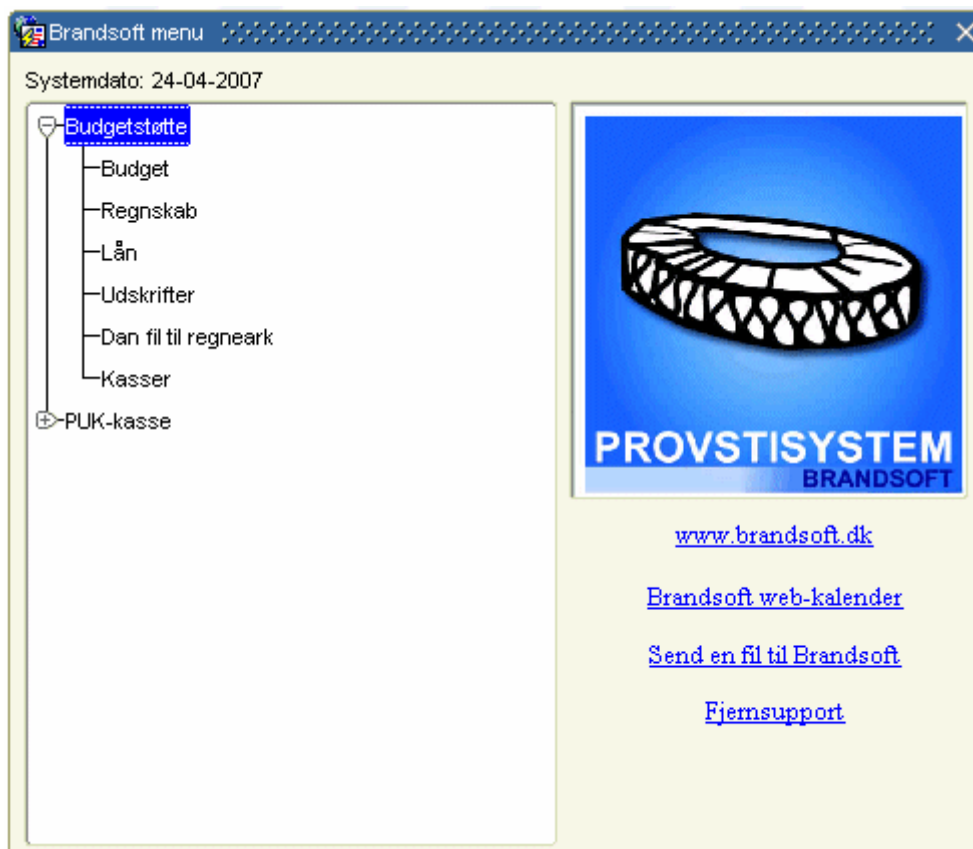 Brandsoft menu
Systemdato: 24-04-2007
Budgetstøtte
Budget
Regnskab
Lån
Udskrifter
Dan fil til regneark
Kasser
PUK-kasse
PROVSTISYSTEM
BRANDSOFT
www.brandsoft.dk
Brandsoft web-kalender
Send en fil til Brandsoft
Fjernsupport